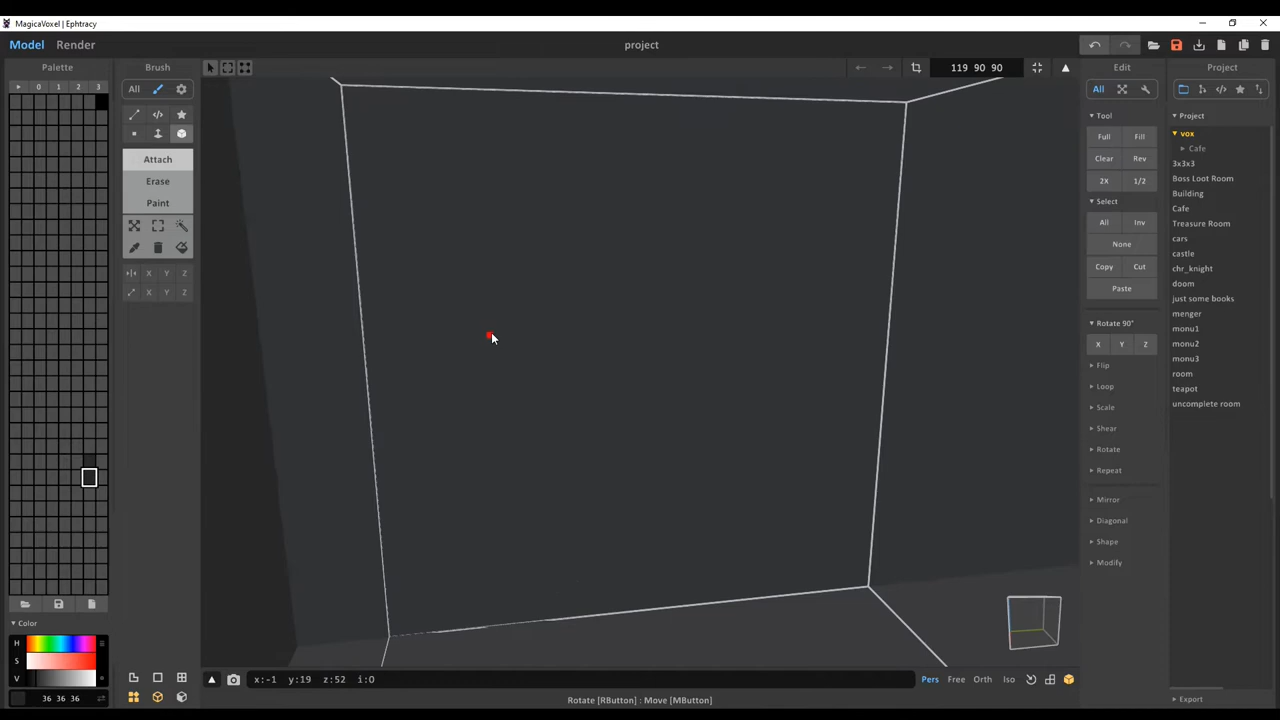 MagicaVoxel | Ephtracy
Model Render
project
Palette
0 1 2 3
Brush
All
Attach
Erase
Paint
X Y Z
X Y Z
119 90 90
Edit
All
Tool
Full Fill
Clear Rev
2X 1/2
Select
All Inv
None
Copy Cut
Paste
Rotate 90°
X Y Z
Flip
Loop
Scale
Shear
Rotate
Repeat
Mirror
Diagonal
Shape
Modify
Project
Project
vox
Cafe
3x3x3
Boss Loot Room
Building
Cafe
Treasure Room
cars
castle
chr_knight
doom
just some books
menger
monu1
monu2
monu3
room
teapot
uncomplete room
Export
Color
H
S
V
36 36 36
x:-1 y:19 z:52 i:0
Pers Free Orth Iso
Rotate [RButton] : Move [MButton]